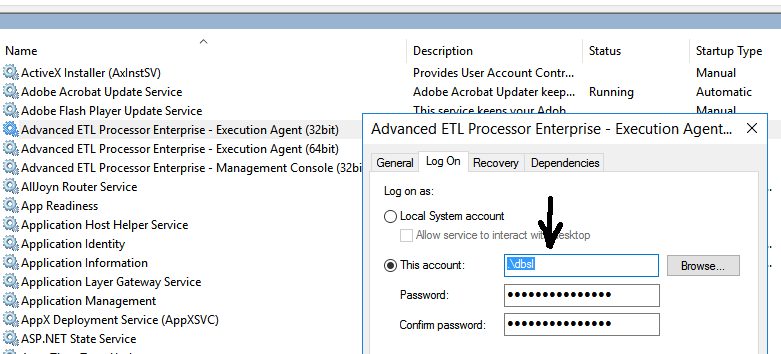 Name Description Status Startup Type
ActiveX Installer (AxInstSV) Provides User Account Contr... Manual
Adobe Acrobat Update Service Adobe Acrobat Updater keep... Running Automatic
Adobe Flash Player Update Service This service keeps your Adob Manual
Advanced ETL Processor Enterprise - Execution Agent (32bit)
Advanced ETL Processor Enterprise - Execution Agent (64bit)
Advanced ETL Processor Enterprise - Management Console (32bi
AllJoyn Router Service
App Readiness
Application Host Helper Service
Application Identity
Application Information
Application Layer Gateway Service
Application Management
AppX Deployment Service (AppXSVC)
ASP.NET State Service
Advanced ETL Processor Enterprise - Execution Agent...
General Log On Recovery Dependencies
Log on as:
Local System account
Allow service to interact with desktop
This account: .\dbsl Browse...
Password: ●●●●●●●●●●●●●●●
Confirm password: ●●●●●●●●●●●●●●●